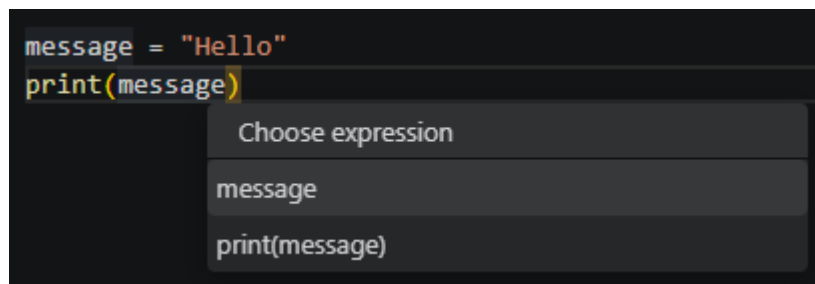 message = "Hello"
print(message)
Choose expression
message
print(message)